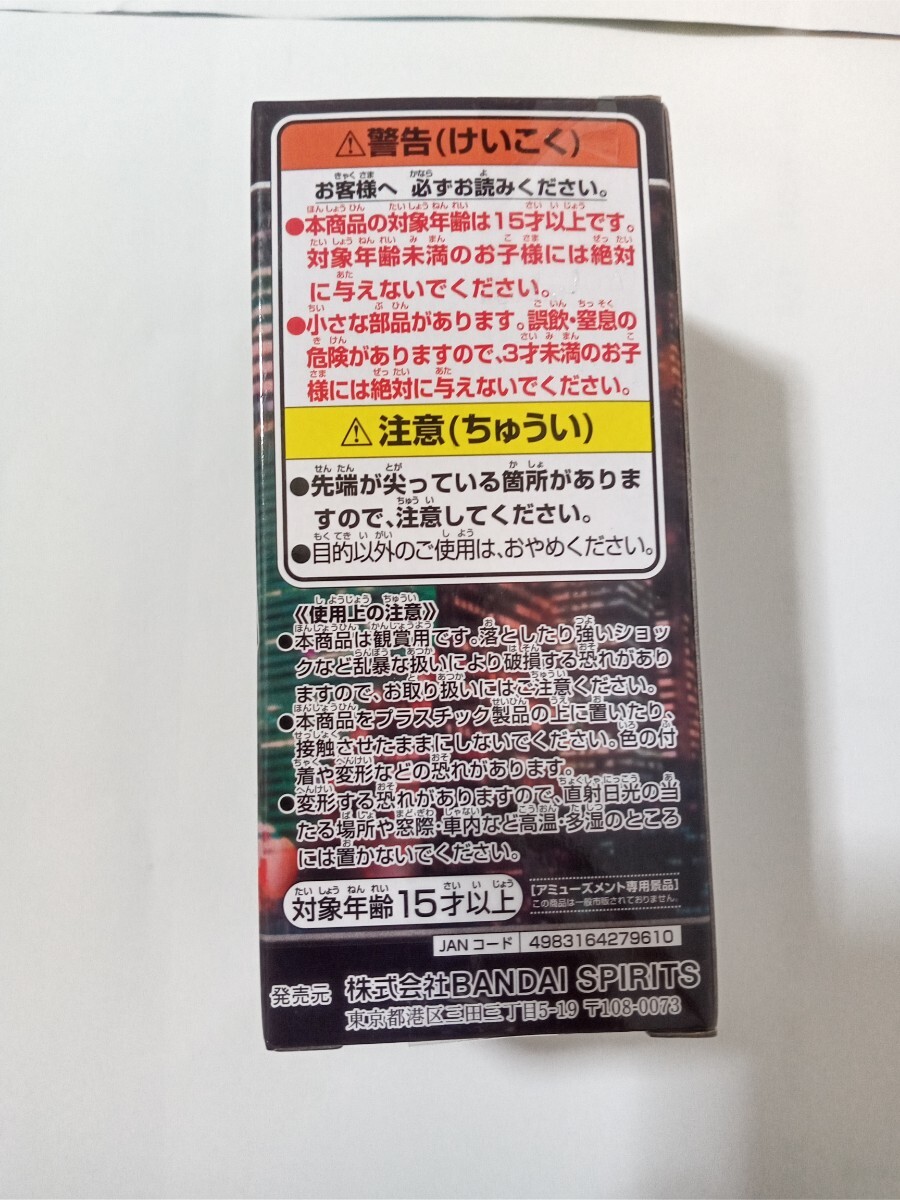 ⚠警告(けいこく)
お客様へ 必ずお読みください。
●本商品の対象年齢は15才以上です。
対象年齢未満のお子様には絶対
に与えないでください。
●小さな部品があります。誤飲・窒息の
危険がありますので、3才未満のお子
様には絶対に与えないでください。
⚠注意(ちゅうい)
●先端が尖っている箇所がありま
すので、注意してください。
●目的以外のご使用は、おやめください。
《使用上の注意》
●本商品は観賞用です。落としたり強いショッ
クなど乱暴な扱いにより破損する恐れがあり
ますので、お取り扱いにはご注意ください。
●本商品をプラスチック製品の上に置いたり、
接触させたままにしないでください。色の付
着や変形などの恐れがあります。
●変形する恐れがありますので、直射日光の当
たる場所や窓際・車内など高温・多湿のところ
には置かないでください。
対象年齢15才以上
【アミューズメント専用景品】
この商品は一般市販されておりません。
JANコード 4983164279610
発売元 株式会社BANDAI SPIRITS
東京都港区三田三丁目5-19 〒108-0073